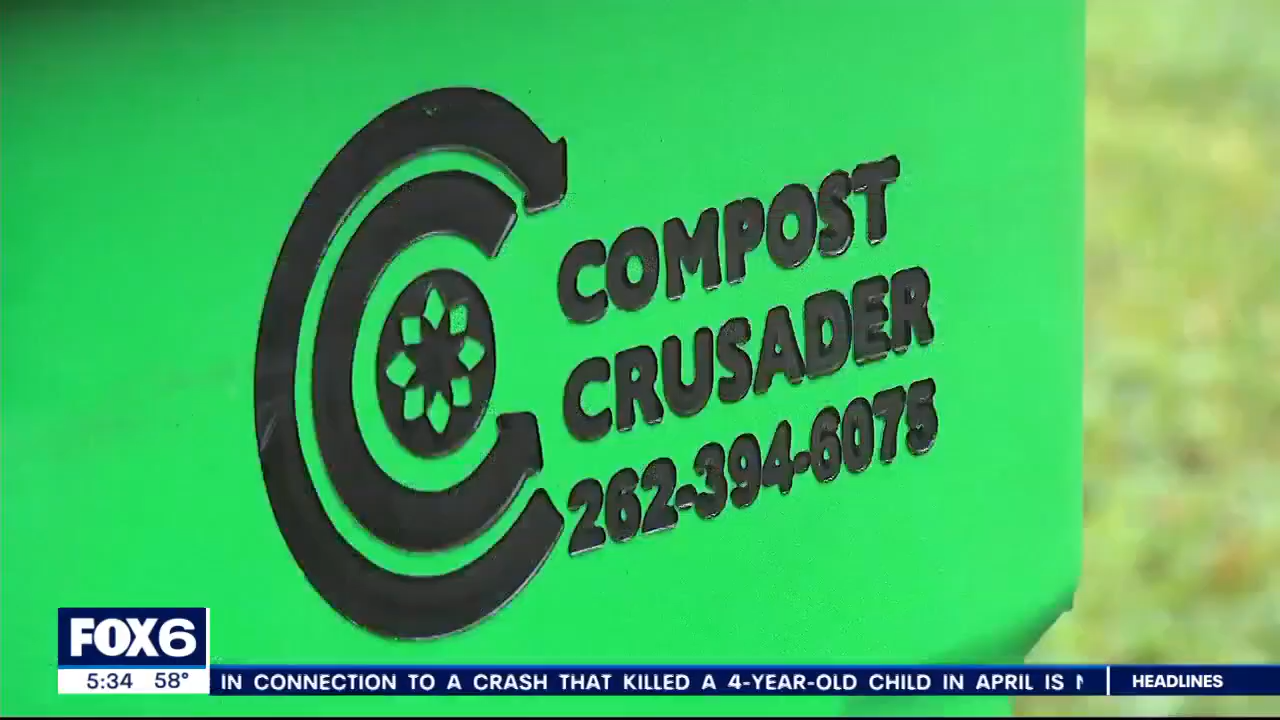 COMPOST
CRUSADER
262-394-6075
FOX6
5:34 58°
IN CONNECTION TO A CRASH THAT KILLED A 4-YEAR-OLD CHILD IN APRIL IS
HEADLINES